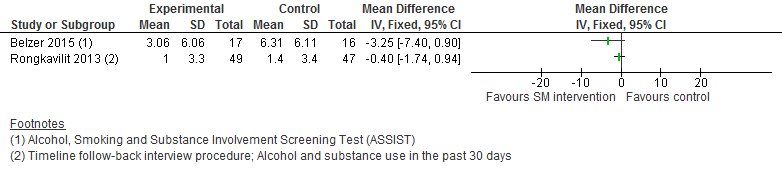 Experimental Control Mean Difference Mean Difference
Study or Subgroup Mean SD Total Mean SD Total IV, Fixed, 95% CI IV, Fixed, 95% CI
Belzer 2015 (1) 3.06 6.06 17 6.31 6.11 16 -3.25 [-7.40, 0.90]
Rongkavilit 2013 (2) 1 3.3 49 1.4 3.4 47 -0.40 [-1.74, 0.94]
-20 -10 0 10 20
Favours SM intervention Favours control
Footnotes
(1) Alcohol, Smoking and Substance Involvement Screening Test (ASSIST)
(2) Timeline follow-back interview procedure; Alcohol and substance use in the past 30 days